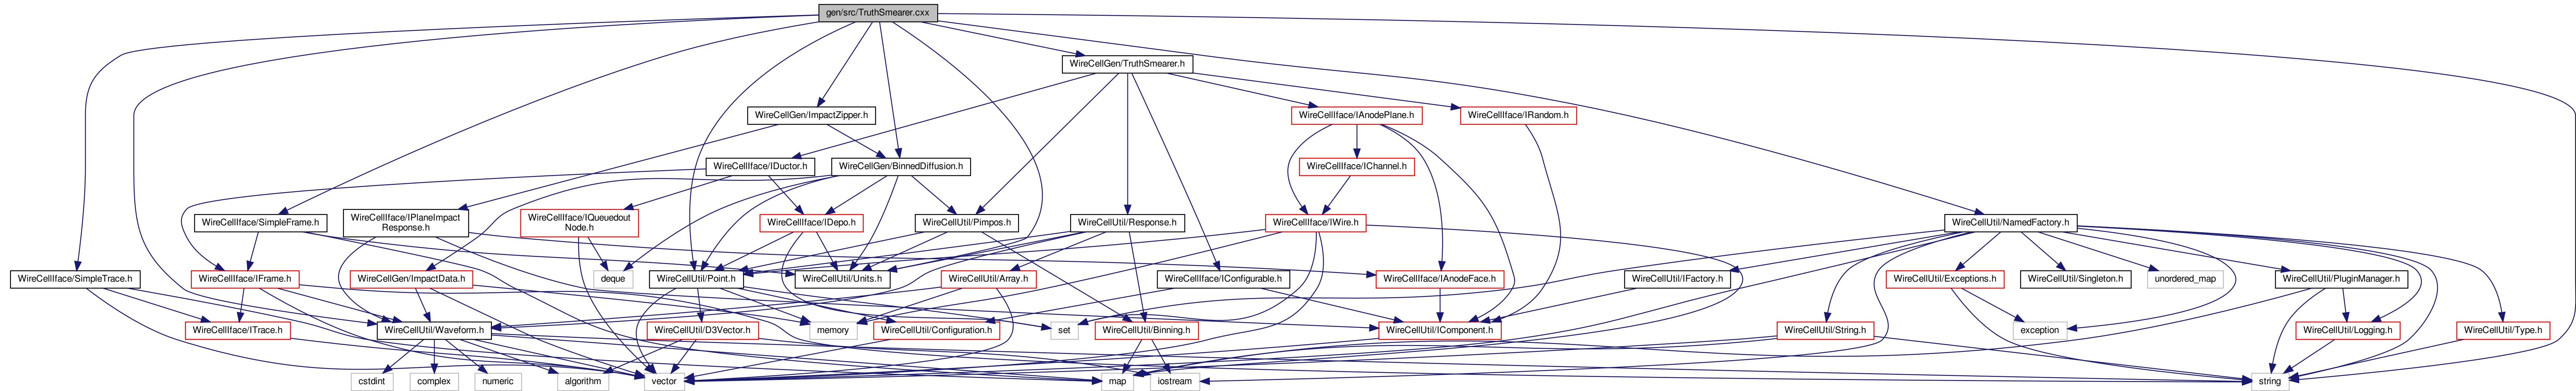 gen/src/TruthSmearer.cxx
WireCellGen/TruthSmearer.h
WireCellGen/ImpactZipper.h
WireCellIface/IAnodePlane.h
WireCellIface/IRandom.h
WireCellIface/IDuctor.h
WireCellGen/BinnedDiffusion.h
WireCellIface/IChannel.h
WireCellIface/SimpleFrame.h
WireCellIface/IPlaneImpact
Response.h
WireCellIface/IQueuedout
Node.h
WireCellIface/IDepo.h
WireCellUtil/Pimpos.h
WireCellUtil/Response.h
WireCellIface/IWire.h
WireCellUtil/NamedFactory.h
WireCellIface/SimpleTrace.h
WireCellIface/IFrame.h
WireCellGen/ImpactData.h
deque
WireCellUtil/Point.h
WireCellUtil/Units.h
WireCellUtil/Array.h
WireCellIface/IConfigurable.h
WireCellIface/IAnodeFace.h
WireCellUtil/IFactory.h
WireCellUtil/Exceptions.h
WireCellUtil/Singleton.h
unordered_map
WireCellUtil/PluginManager.h
WireCellIface/ITrace.h
WireCellUtil/Waveform.h
WireCellUtil/D3Vector.h
memory
WireCellUtil/Configuration.h
set
WireCellUtil/Binning.h
WireCellUtil/IComponent.h
WireCellUtil/String.h
exception
WireCellUtil/Logging.h
WireCellUtil/Type.h
cstdint
complex
numeric
algorithm
vector
map
iostream
string